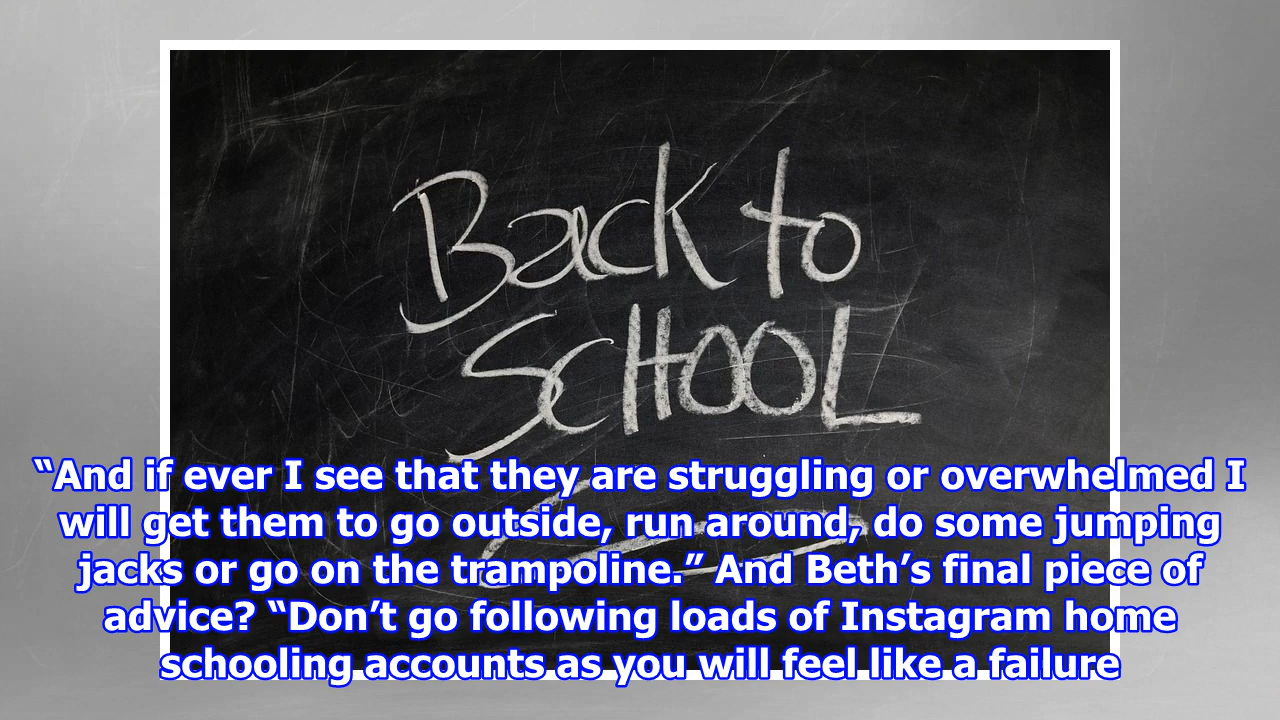 Back to
SCHOOL
“And if ever I see that they are struggling or overwhelmed I
will get them to go outside, run around, do some jumping
jacks or go on the trampoline.” And Beth’s final piece of
advice? “Don’t go following loads of Instagram home
schooling accounts as you will feel like a failure